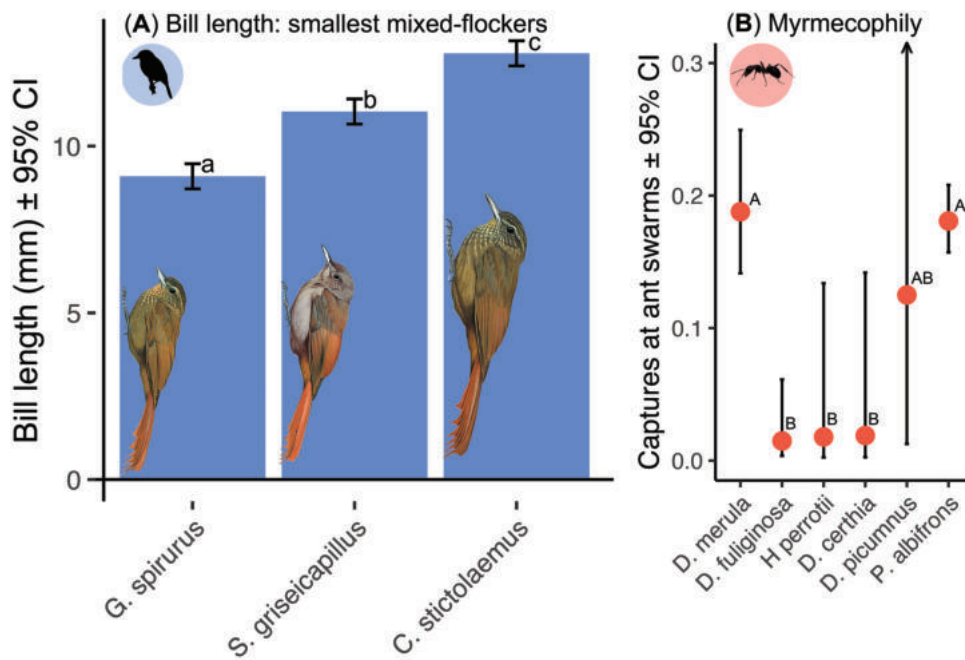 (A) Bill length: smallest mixed-flockers
Bill length (mm) ± 95% CI
10
5
0
a
b
c
G. spirurus
S. griseicapillus
C. stictolaemus
(B) Myrmecophily
Captures at ant swarms ± 95% CI
0.3
0.2
0.1
0.0
A
B
B
B
AB
A
D. merula
D. fuliginosa
H perrotii
D. certhia
D. picumnus
P. albifrons